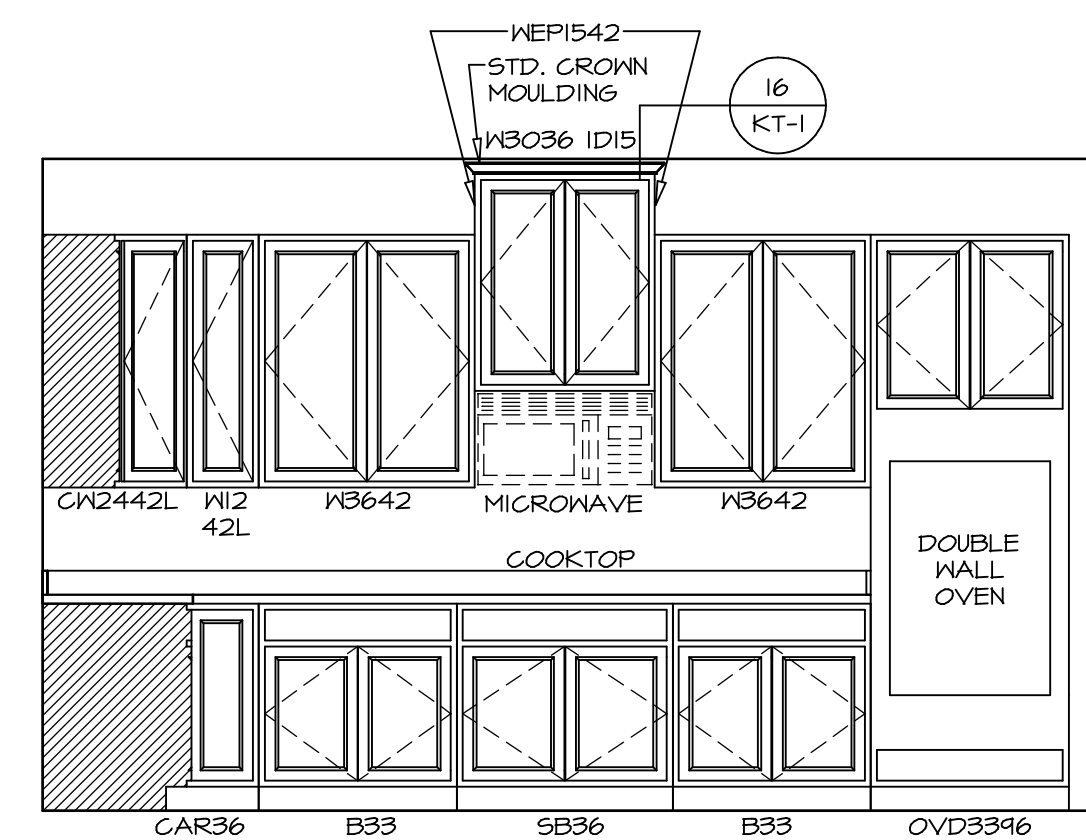 WEP1542
STD. CROWN
MOULDING
16
KT-1
W3036 1D15
CW2442L
W12
42L
W3642
MICROWAVE
W3642
COOKTOP
DOUBLE
WALL
OVEN
CAR36
B33
SB36
B33
OVD3396